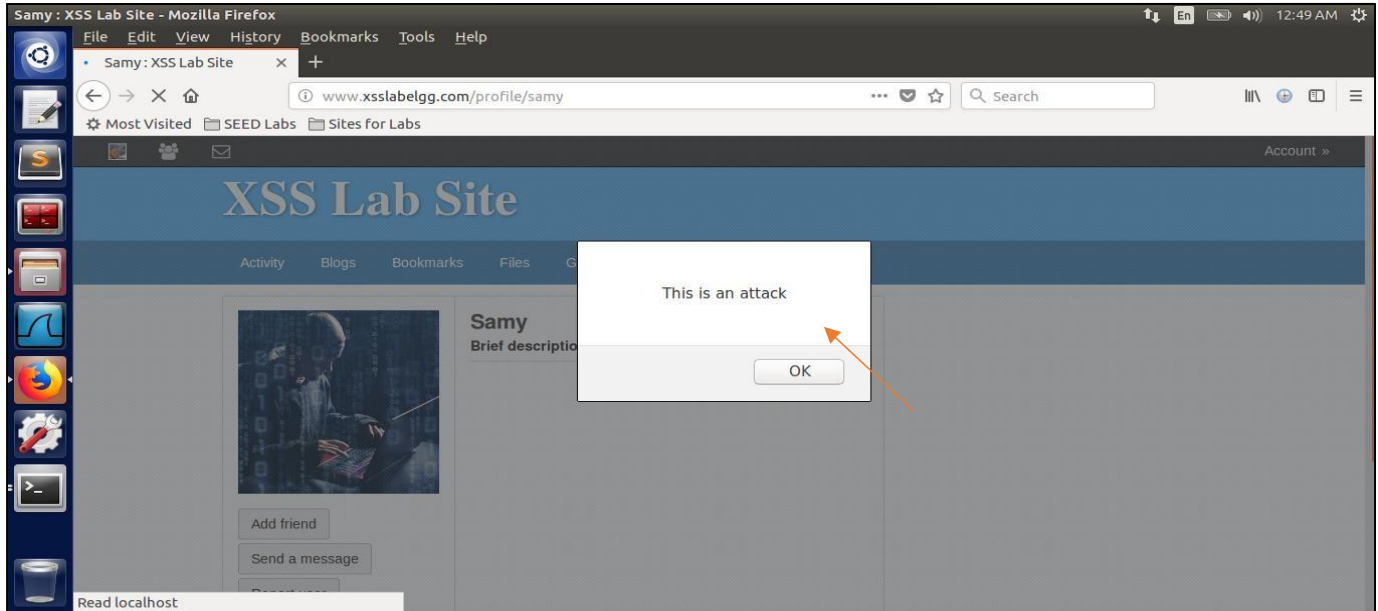 Samy : XSS Lab Site - Mozilla Firefox
En
12:49 AM
File Edit View History Bookmarks Tools Help
Samy : XSS Lab Site
www.xsslabelgg.com/profile/samy
Search
Most Visited SEED Labs Sites for Labs
Account »
XSS Lab Site
Activity Blogs Bookmarks Files G
This is an attack
OK
Samy
Brief descriptio
Add friend
Send a message
Read localhost